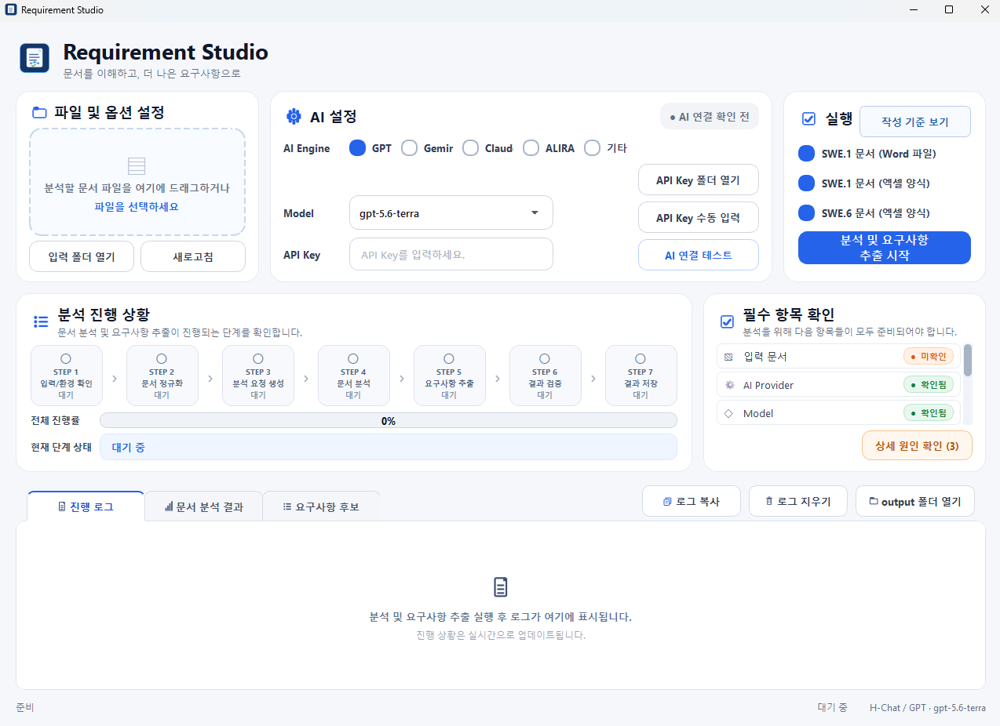 Requirement Studio
Requirement Studio
문서를 이해하고, 더 나은 요구사항으로
파일 및 옵션 설정
분석할 문서 파일을 여기에 드래그하거나
파일을 선택하세요
입력 폴더 열기
새로고침
AI 설정
● AI 연결 확인 전
AI Engine
GPT
Gemir
Claud
ALIRA
기타
API Key 폴더 열기
Model
gpt-5.6-terra
API Key 수동 입력
API Key
API Key를 입력하세요.
AI 연결 테스트
실행
작성 기준 보기
SWE.1 문서 (Word 파일)
SWE.1 문서 (엑셀 양식)
SWE.6 문서 (엑셀 양식)
분석 및 요구사항
추출 시작
분석 진행 상황
문서 분석 및 요구사항 추출이 진행되는 단계를 확인합니다.
STEP 1
입력/환경 확인
대기
STEP 2
문서 정규화
대기
STEP 3
분석 요청 생성
대기
STEP 4
문서 분석
대기
STEP 5
요구사항 추출
대기
STEP 6
결과 검증
대기
STEP 7
결과 저장
대기
전체 진행률
0%
현재 단계 상태
대기 중
필수 항목 확인
분석을 위해 다음 항목들이 모두 준비되어야 합니다.
입력 문서
● 미확인
AI Provider
● 확인됨
Model
● 확인됨
상세 원인 확인 (3)
진행 로그
문서 분석 결과
요구사항 후보
로그 복사
로그 지우기
output 폴더 열기
분석 및 요구사항 추출 실행 후 로그가 여기에 표시됩니다.
진행 상황은 실시간으로 업데이트됩니다.
준비
대기 중
H-Chat / GPT · gpt-5.6-terra